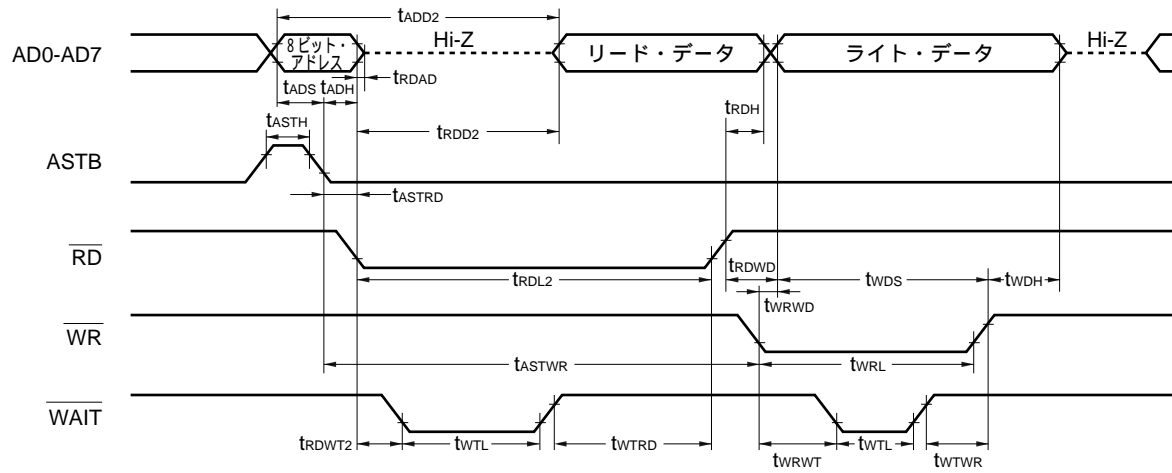 tADD2
AD0-AD7
8ビット・
アドレス
Hi-Z
リード・データ
ライト・データ
Hi-Z
tADS
tADH
tRDAD
tRDH
tASTH
tRDD2
ASTB
tASTRD
RD
tRDL2
tRDWD
tWDS
tWDH
tWRWD
WR
tASTWR
tWRL
WAIT
tRDWT2
tWTL
tWTRD
tWRWT
tWTL
tWTWR